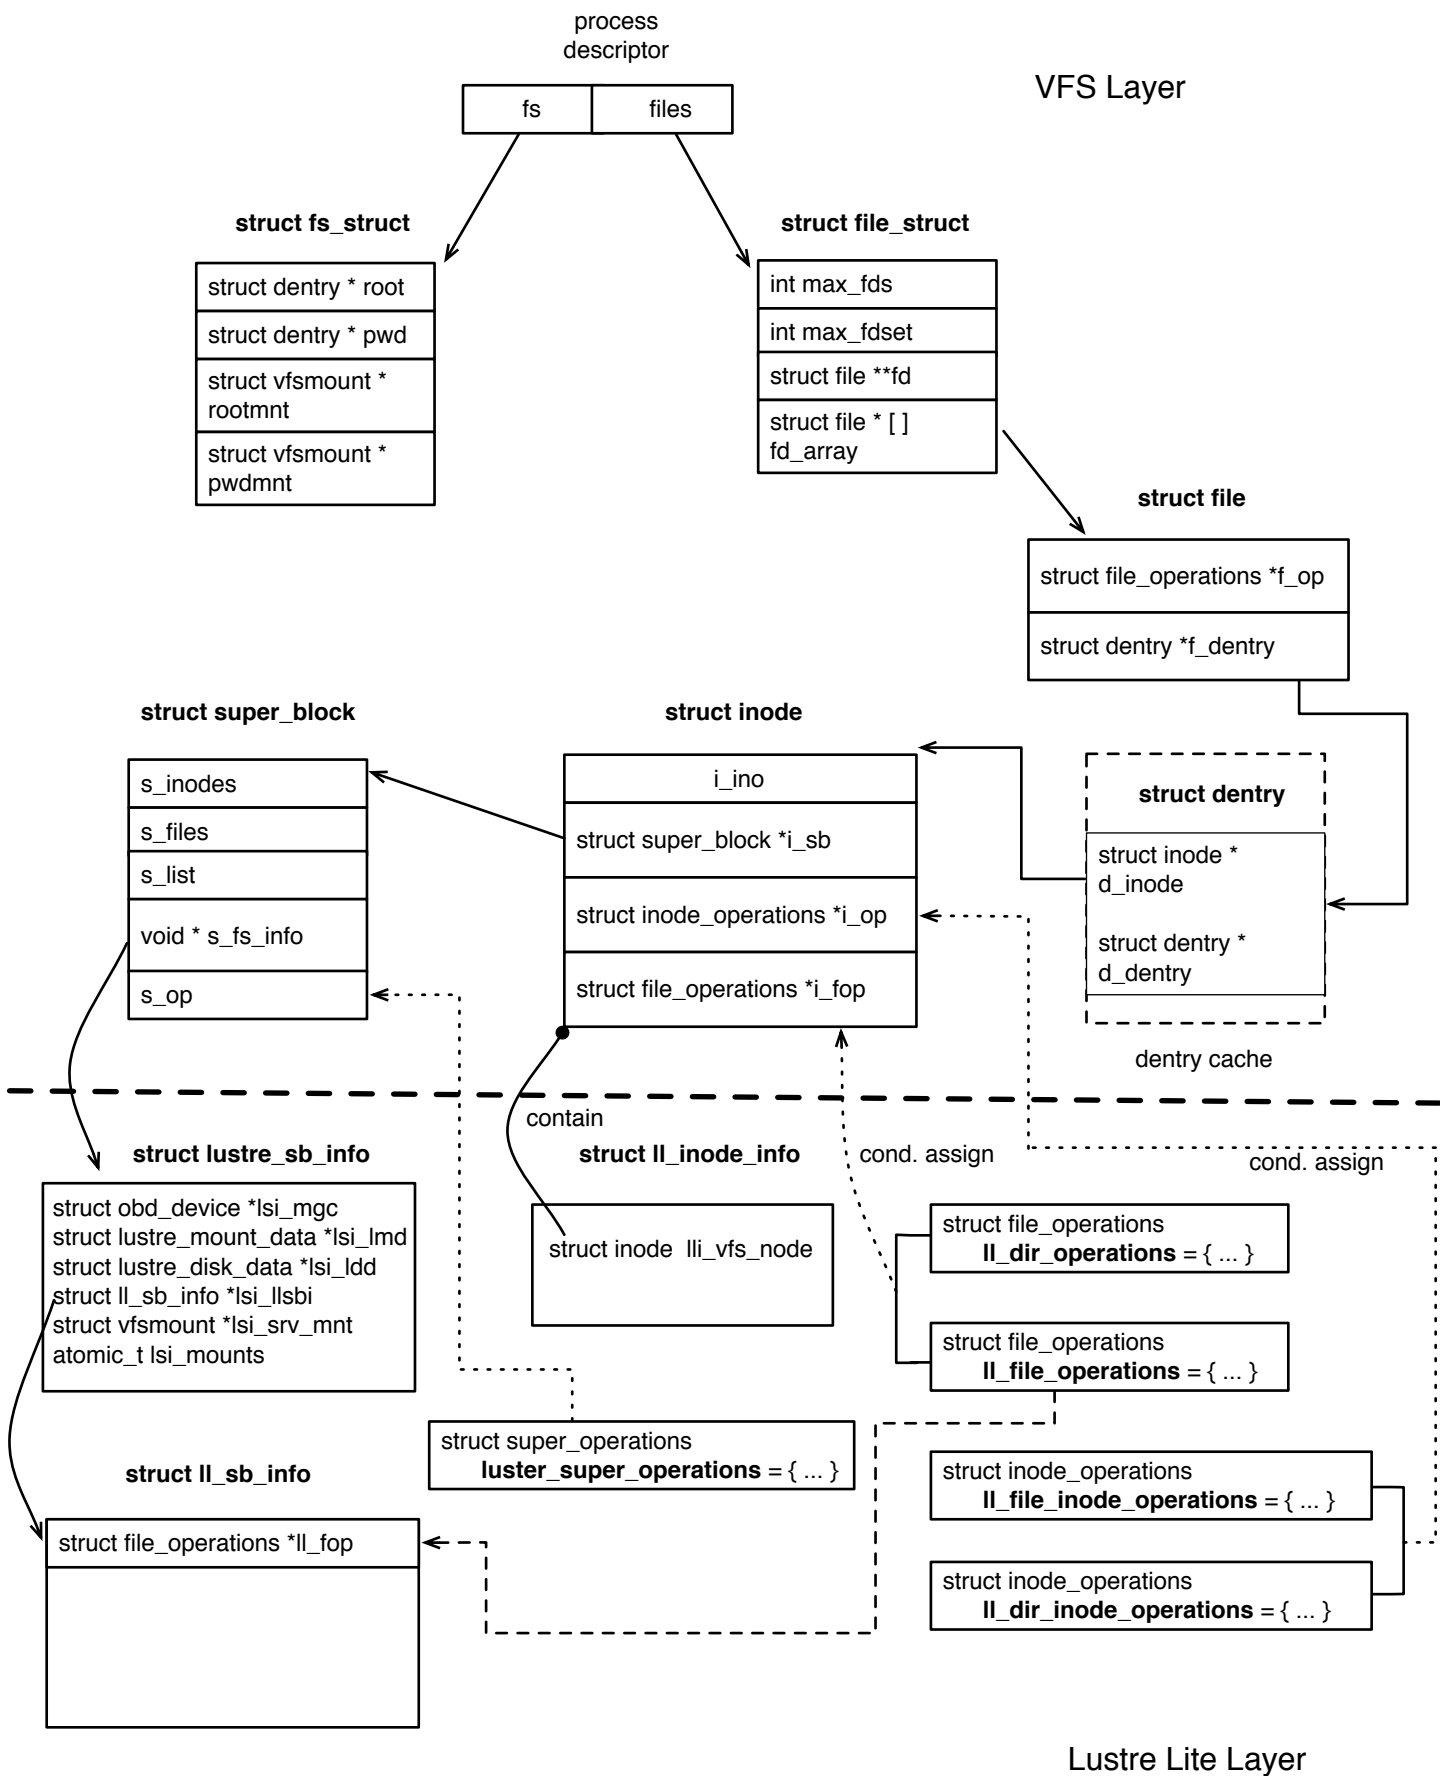 process
descriptor
VFS Layer
fs
files
struct fs_struct
struct dentry * root
struct dentry * pwd
struct vfsmount *
rootmnt
struct vfsmount *
pwdmnt
struct file_struct
int max_fds
int max_fdset
struct file **fd
struct file * [ ]
fd_array
struct file
struct file_operations *f_op
struct dentry *f_dentry
struct super_block
s_inodes
s_files
s_list
void * s_fs_info
s_op
struct inode
i_ino
struct super_block *i_sb
struct inode_operations *i_op
struct file_operations *i_fop
struct dentry
struct inode *
d_inode
struct dentry *
d_dentry
dentry cache
contain
struct lustre_sb_info
struct obd_device *lsi_mgc
struct lustre_mount_data *lsi_lmd
struct lustre_disk_data *lsi_ldd
struct ll_sb_info *lsi_llsbi
struct vfsmount *lsi_srv_mnt
atomic_t lsi_mounts
struct ll_inode_info
struct inode  lli_vfs_node
cond. assign
cond. assign
struct file_operations
ll_dir_operations = { ... }
struct file_operations
ll_file_operations = { ... }
struct super_operations
luster_super_operations = { ... }
struct inode_operations
ll_file_inode_operations = { ... }
struct inode_operations
ll_dir_inode_operations = { ... }
struct ll_sb_info
struct file_operations *ll_fop
Lustre Lite Layer